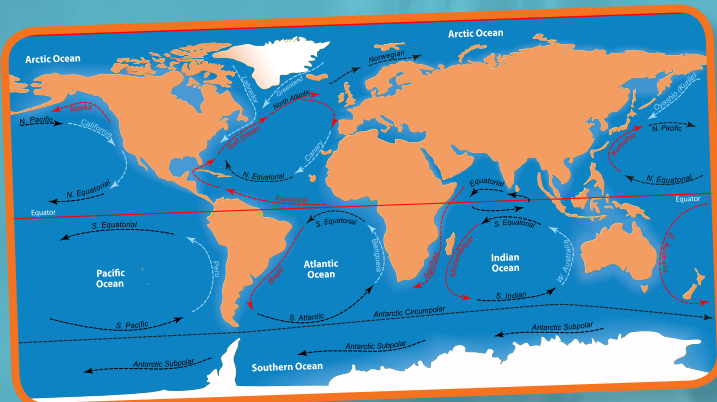 Arctic Ocean
Arctic Ocean
Norwegian
Labrador
Greenland
North Atlantic
Oyashio (Kurile)
Alaska
N. Pacific
California
Gulf Stream
Canary
N. Pacific
Kuroshio
N. Equatorial
N. Equatorial
Equatorial
N. Equatorial
Equatorial
Equator
Equator
S. Equatorial
S. Equatorial
S. Equatorial
Pacific
Ocean
Peru
Brazil
Atlantic
Ocean
Benguela
Mozambique
Indian
Ocean
W. Australia
E. Australian
S. Pacific
S. Atlantic
S. Indian
Antarctic Circumpolar
Antarctic Subpolar
Antarctic Subpolar
Antarctic Subpolar
Southern Ocean